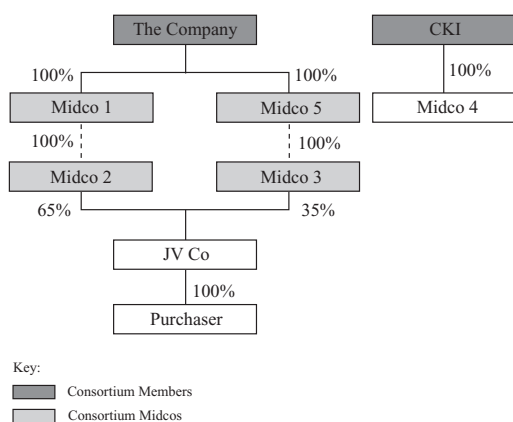 The Company
CKI
100%
100%
100%
Midco 1
Midco 5
Midco 4
100%
100%
Midco 2
Midco 3
65%
35%
JV Co
100%
Purchaser
Key:
Consortium Members
Consortium Midcos